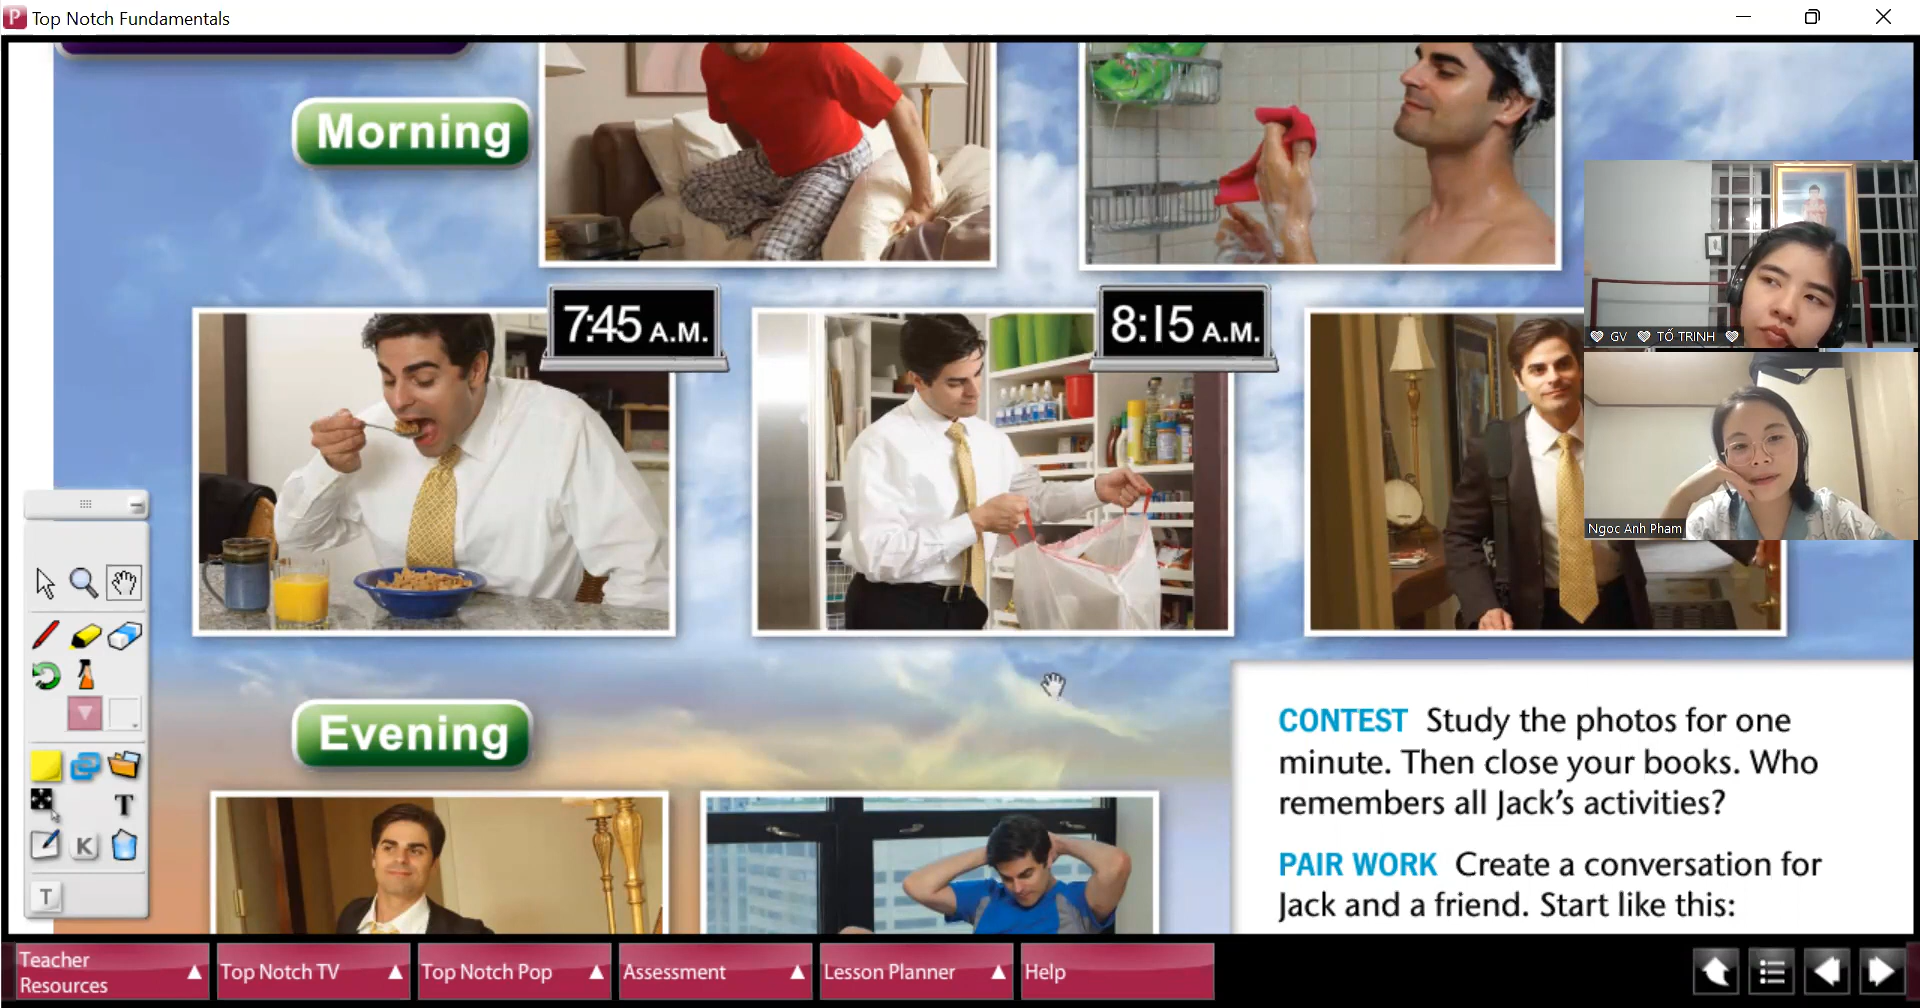 Top Notch Fundamentals
Morning
7:45 A.M.
8:15 A.M.
GV TỐ TRINH
Ngoc Anh Pham
Evening
CONTEST Study the photos for one
minute. Then close your books. Who
remembers all Jack's activities?
PAIR WORK Create a conversation for
Jack and a friend. Start like this:
T
K
T
Teacher
Resources
Top Notch TV
Top Notch Pop
Assessment
Lesson Planner
Help